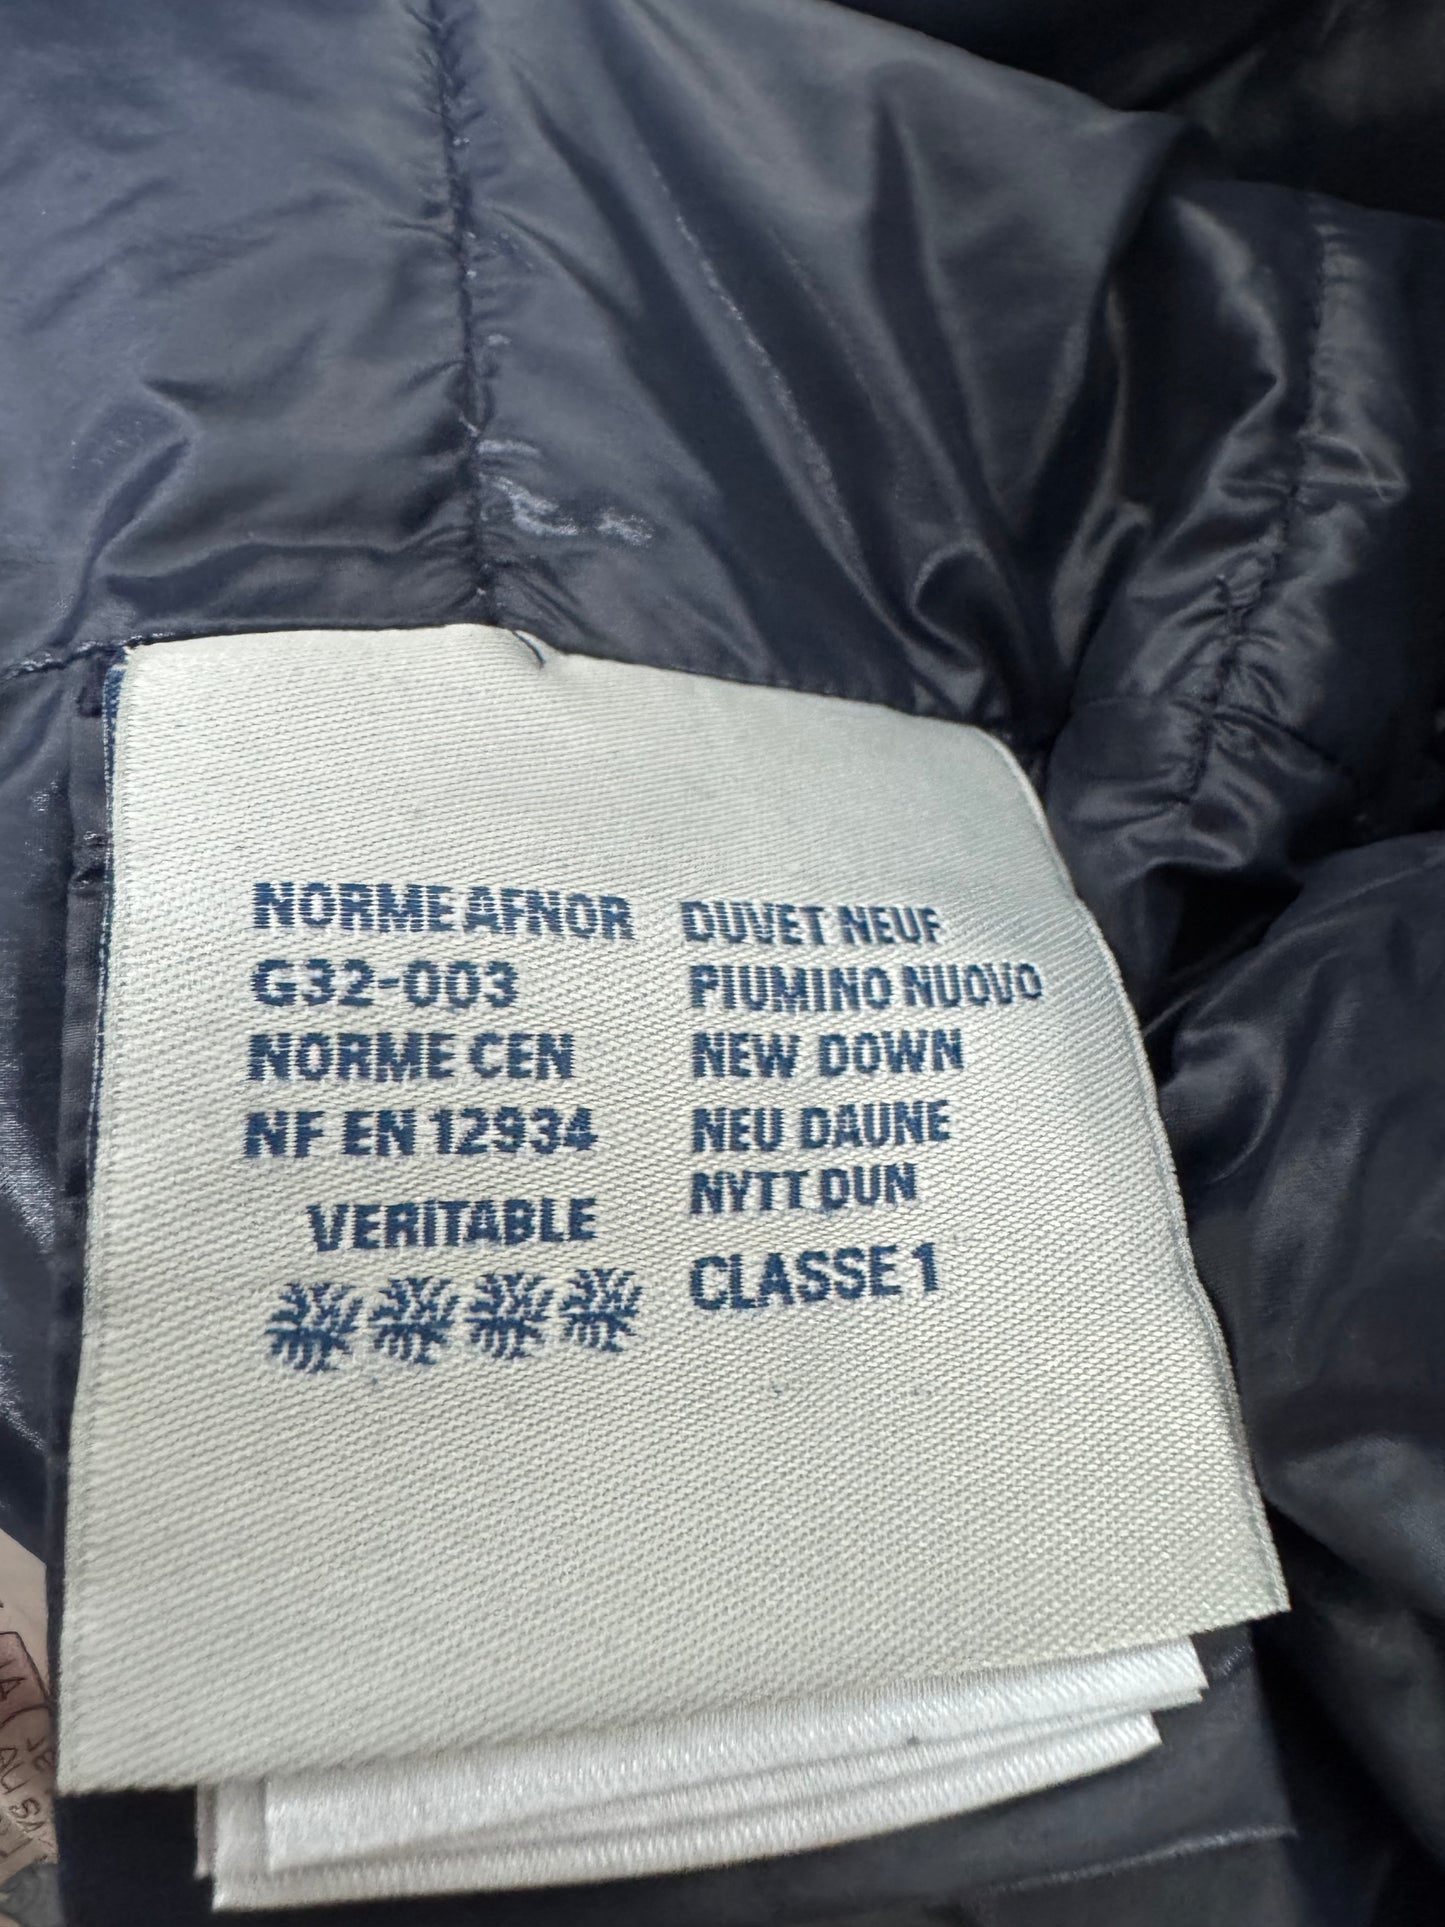 NORME AFNOR
G32-003
NORME CEN
NF EN 12934
VERITABLE
DUVET NEUF
PIUMINO NUOVO
NEW DOWN
NEU DAUNE
NYTT DUN
CLASSE 1